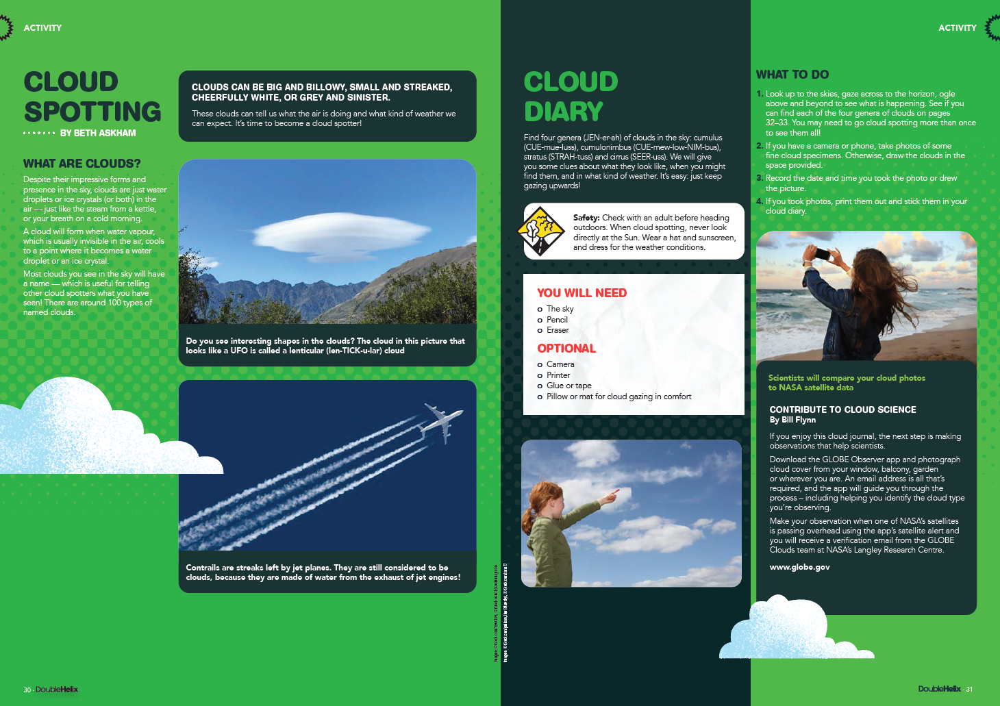 ACTIVITY
CLOUD
SPOTTING
BY BETH ASKHAM
WHAT ARE CLOUDS?
Despite their impressive forms and
presence in the sky, clouds are just water
droplets or ice crystals (or both) in the
air — just like the steam from a kettle,
or your breath on a cold morning.
A cloud will form when water vapour,
which is usually invisible in the air, cools
to a point where it becomes a water
droplet or an ice crystal.
Most clouds you see in the sky will have
a name — which is useful for telling
other cloud spotters what you have
seen! There are around 100 types of
named clouds.
CLOUDS CAN BE BIG AND BILLOWY, SMALL AND STREAKED,
CHEERFULLY WHITE, OR GREY AND SINISTER.
These clouds can tell us what the air is doing and what kind of weather we
can expect. It's time to become a cloud spotter!
Do you see interesting shapes in the clouds? The cloud in this picture that
looks like a UFO is called a lenticular (len-TICK-u-lar) cloud
Contrails are streaks left by jet planes. They are still considered to be
clouds, because they are made of water from the exhaust of jet engines!
30 · DoubleHelix
CLOUD
DIARY
Find four genera (JEN-er-ah) of clouds in the sky: cumulus
(CUE-mue-luss), cumulonimbus (CUE-mew-low-NIM-bus),
stratus (STRAH-tuss) and cirrus (SEER-uss). We will give
you some clues about what they look like, when you might
find them, and in what kind of weather. It's easy: just keep
gazing upwards!
Safety: Check with an adult before heading
outdoors. When cloud spotting, never look
directly at the Sun. Wear a hat and sunscreen,
and dress for the weather conditions.
YOU WILL NEED
o The sky
o Pencil
o Eraser
OPTIONAL
o Camera
o Printer
o Glue or tape
o Pillow or mat for cloud gazing in comfort
ACTIVITY
WHAT TO DO
1. Look up to the skies, gaze across to the horizon, ogle
above and beyond to see what is happening. See if you
can find each of the four genera of clouds on pages
32–33. You may need to go cloud spotting more than once
to see them all!
2. If you have a camera or phone, take photos of some
fine cloud specimens. Otherwise, draw the clouds in the
space provided.
3. Record the date and time you took the photo or drew
the picture.
4. If you took photos, print them out and stick them in your
cloud diary.
Scientists will compare your cloud photos
to NASA satellite data
CONTRIBUTE TO CLOUD SCIENCE
By Bill Flynn
If you enjoy this cloud journal, the next step is making
observations that help scientists.
Download the GLOBE Observer app and photograph
cloud cover from your window, balcony, garden
or wherever you are. An email address is all that's
required, and the app will guide you through the
process – including helping you identify the cloud type
you're observing.
Make your observation when one of NASA's satellites
is passing overhead using the app's satellite alert and
you will receive a verification email from the GLOBE
Clouds team at NASA's Langley Research Centre.
www.globe.gov
DoubleHelix · 31